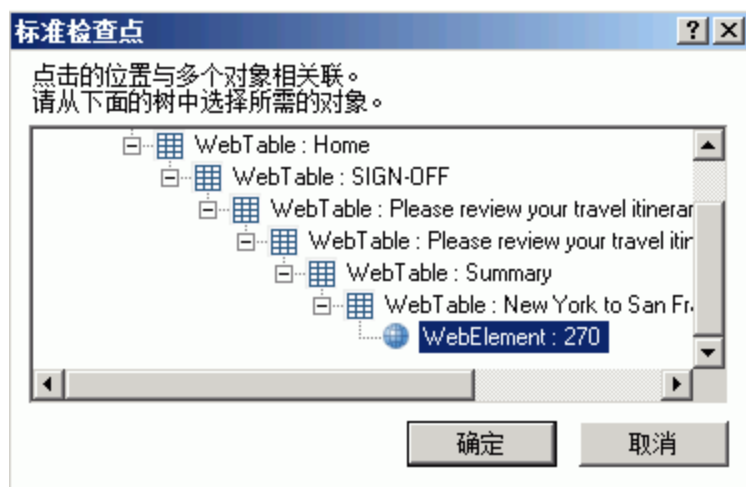 标准检查点
点击的位置与多个对象相关联。
请从下面的树中选择所需的对象。
WebTable : Home
WebTable : SIGN-OFF
WebTable : Please review your travel itinerar
WebTable : Please review your travel itir
WebTable : Summary
WebTable : New York to San Fr
WebElement : 270
确定 取消